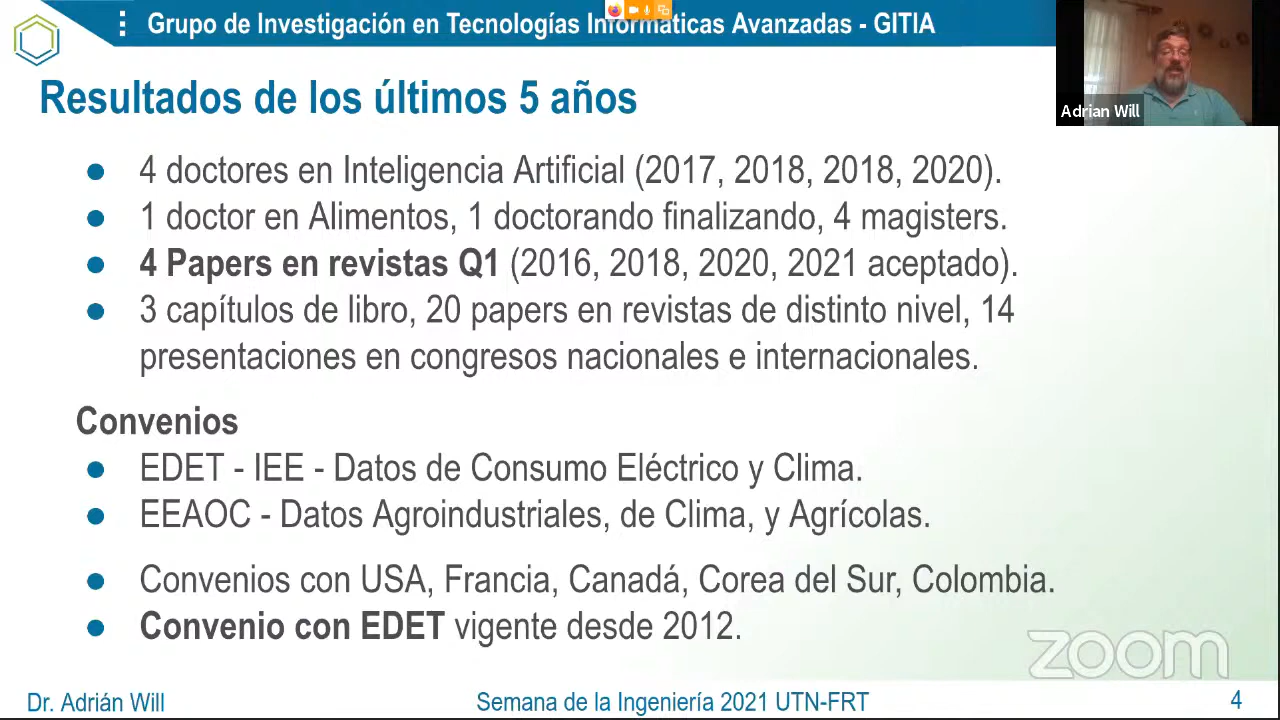 Grupo de Investigación en Tecnologías Informáticas Avanzadas - GITIA
Resultados de los últimos 5 años
Adrian Will
● 4 doctores en Inteligencia Artificial (2017, 2018, 2018, 2020).
● 1 doctor en Alimentos, 1 doctorando finalizando, 4 magisters.
● 4 Papers en revistas Q1 (2016, 2018, 2020, 2021 aceptado).
● 3 capítulos de libro, 20 papers en revistas de distinto nivel, 14
presentaciones en congresos nacionales e internacionales.
Convenios
● EDET - IEE - Datos de Consumo Eléctrico y Clima.
● EEAOC - Datos Agroindustriales, de Clima, y Agrícolas.
● Convenios con USA, Francia, Canadá, Corea del Sur, Colombia.
● Convenio con EDET vigente desde 2012.
zoom
Dr. Adrián Will
Semana de la Ingeniería 2021 UTN-FRT
4